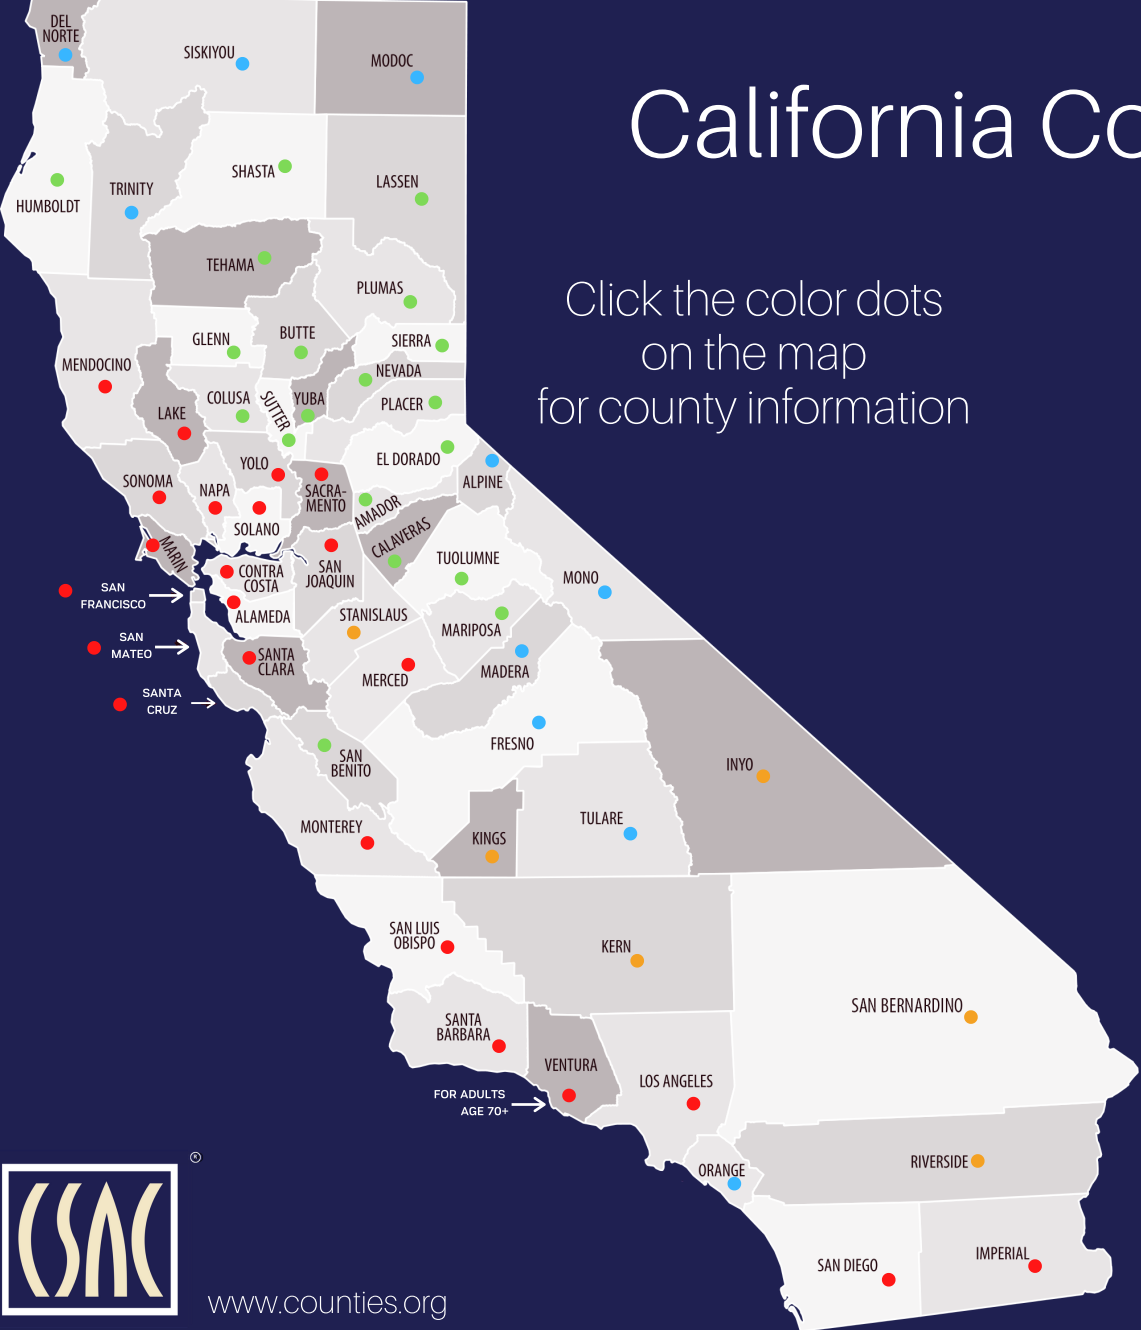 California Co
Click the color dots
on the map
for county information
DEL
NORTE
SISKIYOU
MODOC
HUMBOLDT
TRINITY
SHASTA
LASSEN
TEHAMA
PLUMAS
GLENN
BUTTE
SIERRA
MENDOCINO
LAKE
COLUSA
SUTTER
YUBA
NEVADA
PLACER
EL DORADO
ALPINE
SONOMA
NAPA
YOLO
SOLANO
SACRA-
MENTO
AMADOR
CALAVERAS
MARIN
CONTRA
COSTA
ALAMEDA
SAN
JOAQUIN
TUOLUMNE
MONO
SAN
FRANCISCO
SAN
MATEO
SANTA
CRUZ
SANTA
CLARA
STANISLAUS
MERCED
MARIPOSA
MADERA
FRESNO
SAN
BENITO
MONTEREY
KINGS
TULARE
INYO
SAN LUIS
OBISPO
KERN
SAN BERNARDINO
SANTA
BARBARA
VENTURA
LOS ANGELES
FOR ADULTS
AGE 70+
ORANGE
RIVERSIDE
SAN DIEGO
IMPERIAL
®
CSAC
www.counties.org